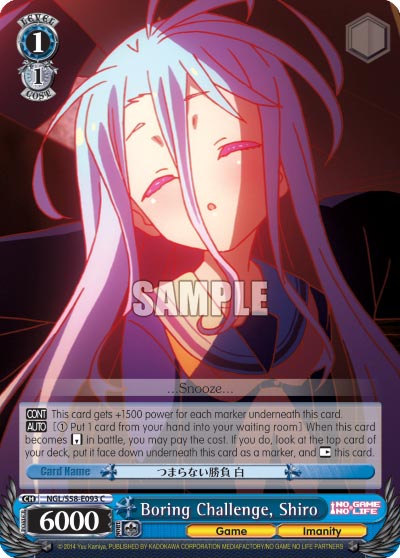 LEVEL
1
1
COST
SAMPLE
...Snooze...
CONT This card gets +1500 power for each marker underneath this card.
AUTO [① Put 1 card from your hand into your waiting room] When this card
becomes in battle, you may pay the cost. If you do, look at the top card of
your deck, put it face down underneath this card as a marker, and this card.
Card Name つまらない勝負 白
CH NGL/S58-E093 C
Boring Challenge, Shiro
NO GAME
NO LIFE
POWER 6000
Game Imanity
© 2014 Yuu Kamiya, PUBLISHED BY KADOKAWA CORPORATION MEDIAFACTORY/NO GAME NO LIFE PARTNERS